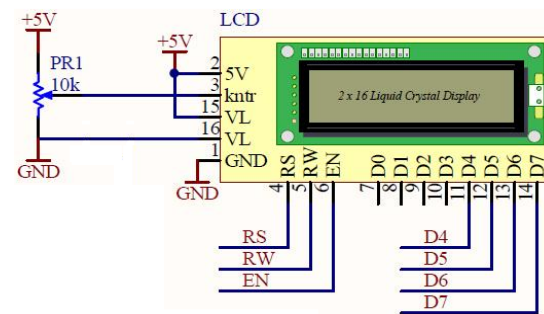 LCD
+5V
+5V
PR1
10k
2
5V
3
kntr
15
VL
16
VL
1
GND
GND
GND
2 x 16 Liquid Crystal Display
RS
RW
EN
D0
D1
D2
D3
D4
D5
D6
D7
4
5
6
7
8
9
10
11
12
13
14
RS
RW
EN
D4
D5
D6
D7